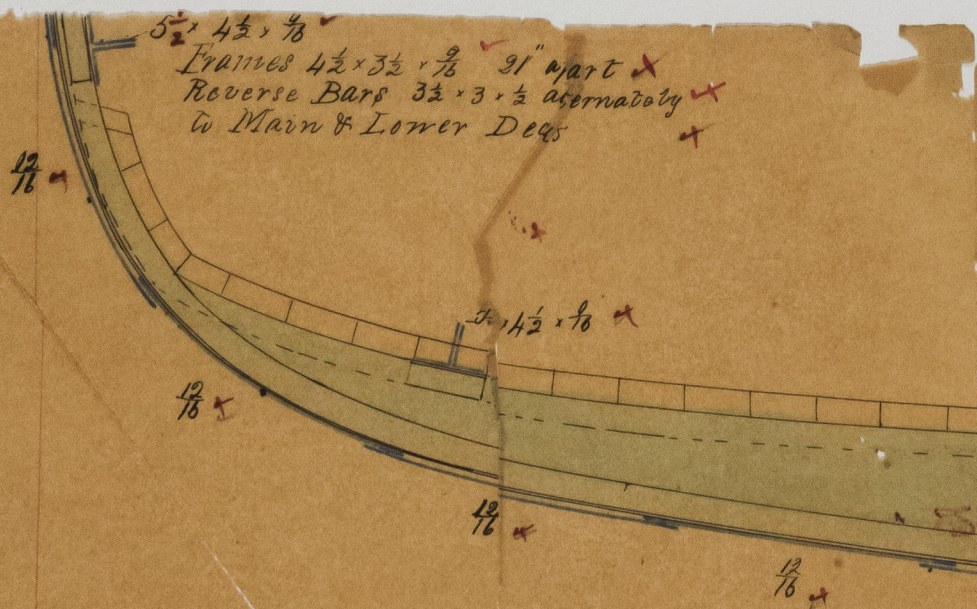 5½ × 4½ × 9/16
Frames 4½ × 3½ × 9/16 21" apart
Reverse Bars 3½ × 3 × ½ alternately
to Main & Lower Decks
12/16
× 4½ × 9/16
12/16
12/16
12/16